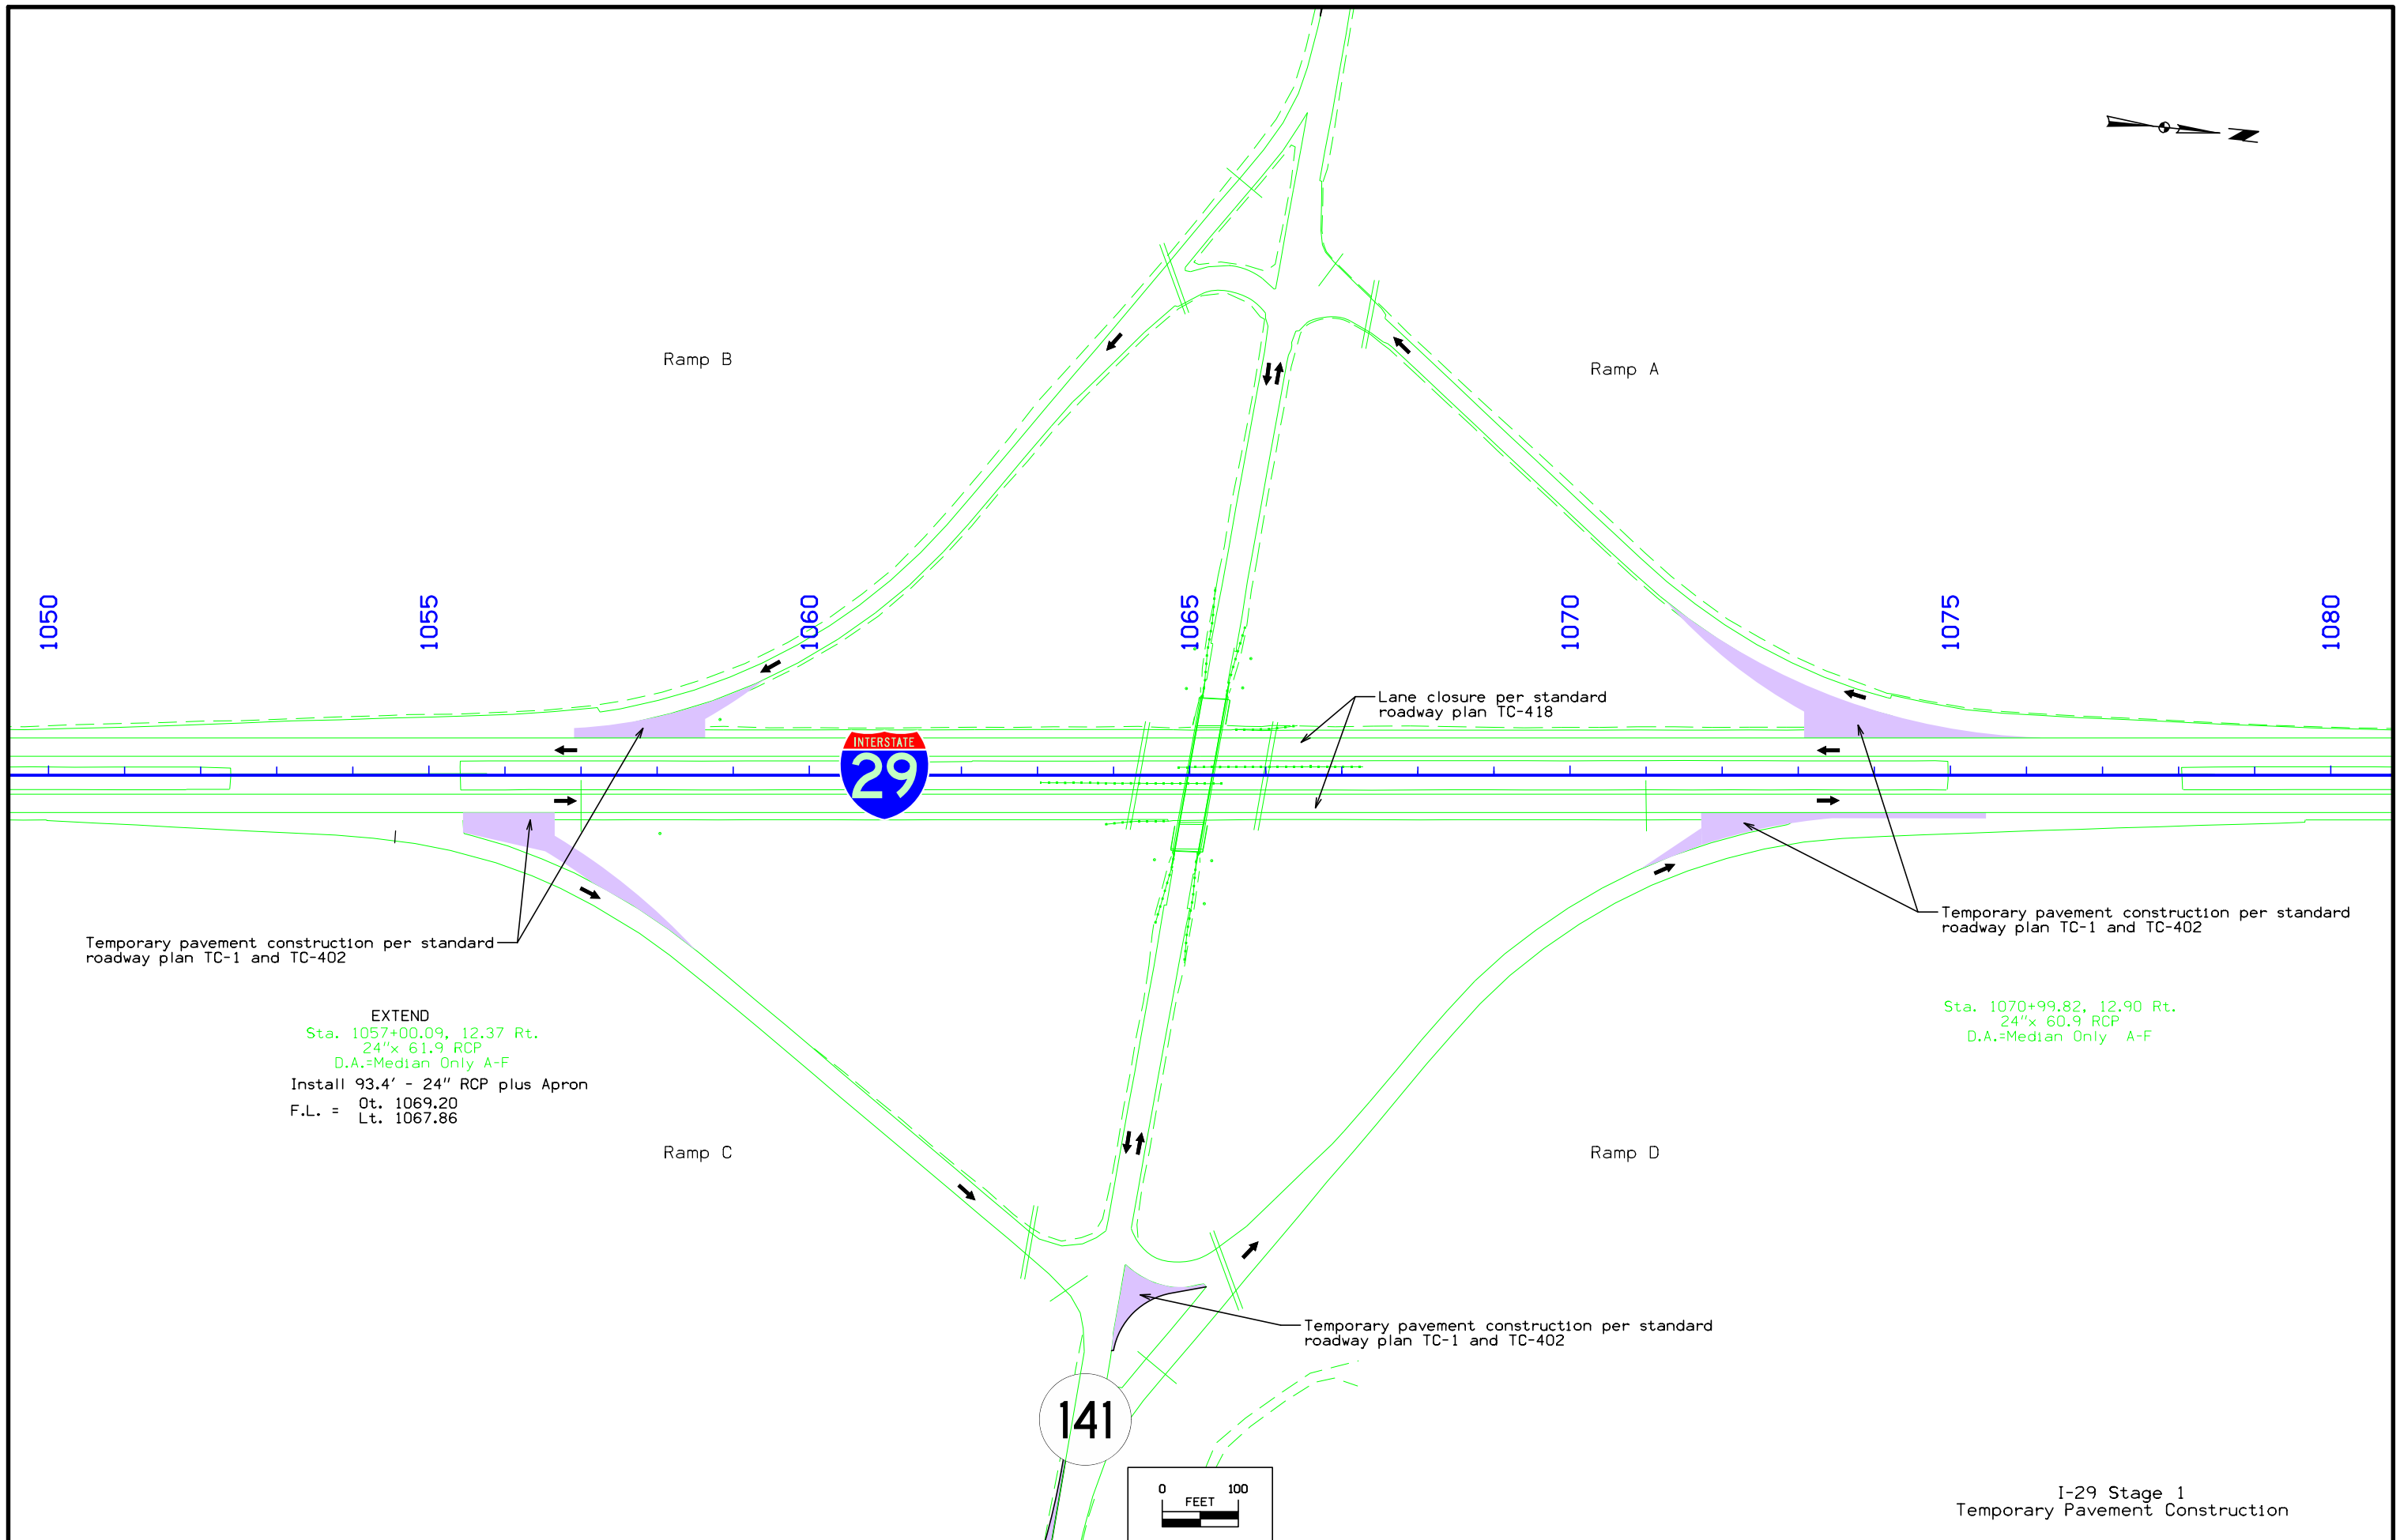 N
Ramp B
Ramp A
1050
1055
1060
1065
1070
1075
1080
Lane closure per standard
roadway plan TC-418
INTERSTATE
29
Temporary pavement construction per standard
roadway plan TC-1 and TC-402
Temporary pavement construction per standard
roadway plan TC-1 and TC-402
EXTEND
Sta. 1057+00.09, 12.37 Rt.
24"x 61.9 RCP
D.A.=Median Only A-F
Install 93.4' - 24" RCP plus Apron
F.L. = Ot. 1069.20
Lt. 1067.86
Sta. 1070+99.82, 12.90 Rt.
24"x 60.9 RCP
D.A.=Median Only A-F
Ramp C
Ramp D
Temporary pavement construction per standard
roadway plan TC-1 and TC-402
141
0 100
FEET
I-29 Stage 1
Temporary Pavement Construction